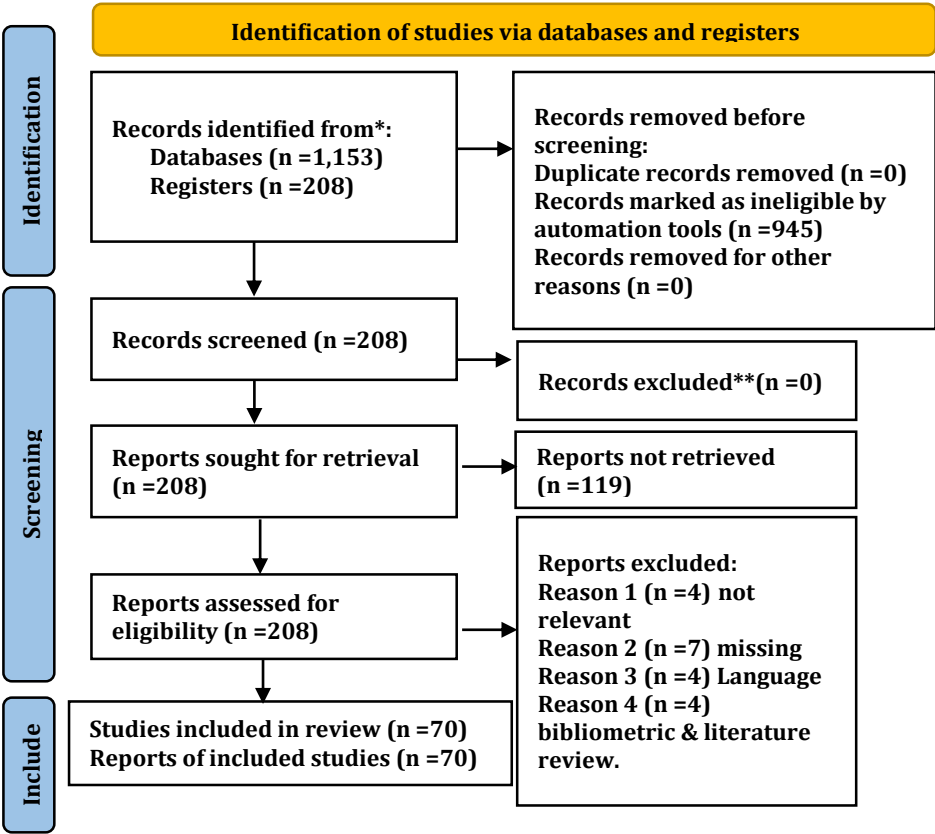 Identification of studies via databases and registers
Identification
Records identified from*:
Databases (n =1,153)
Registers (n =208)
Records removed before
screening:
Duplicate records removed (n =0)
Records marked as ineligible by
automation tools (n =945)
Records removed for other
reasons (n =0)
Screening
Records screened (n =208)
Records excluded**(n =0)
Reports sought for retrieval
(n =208)
Reports not retrieved
(n =119)
Reports assessed for
eligibility (n =208)
Reports excluded:
Reason 1 (n =4) not
relevant
Reason 2 (n =7) missing
Reason 3 (n =4) Language
Reason 4 (n =4)
bibliometric & literature
review.
Include
Studies included in review (n =70)
Reports of included studies (n =70)